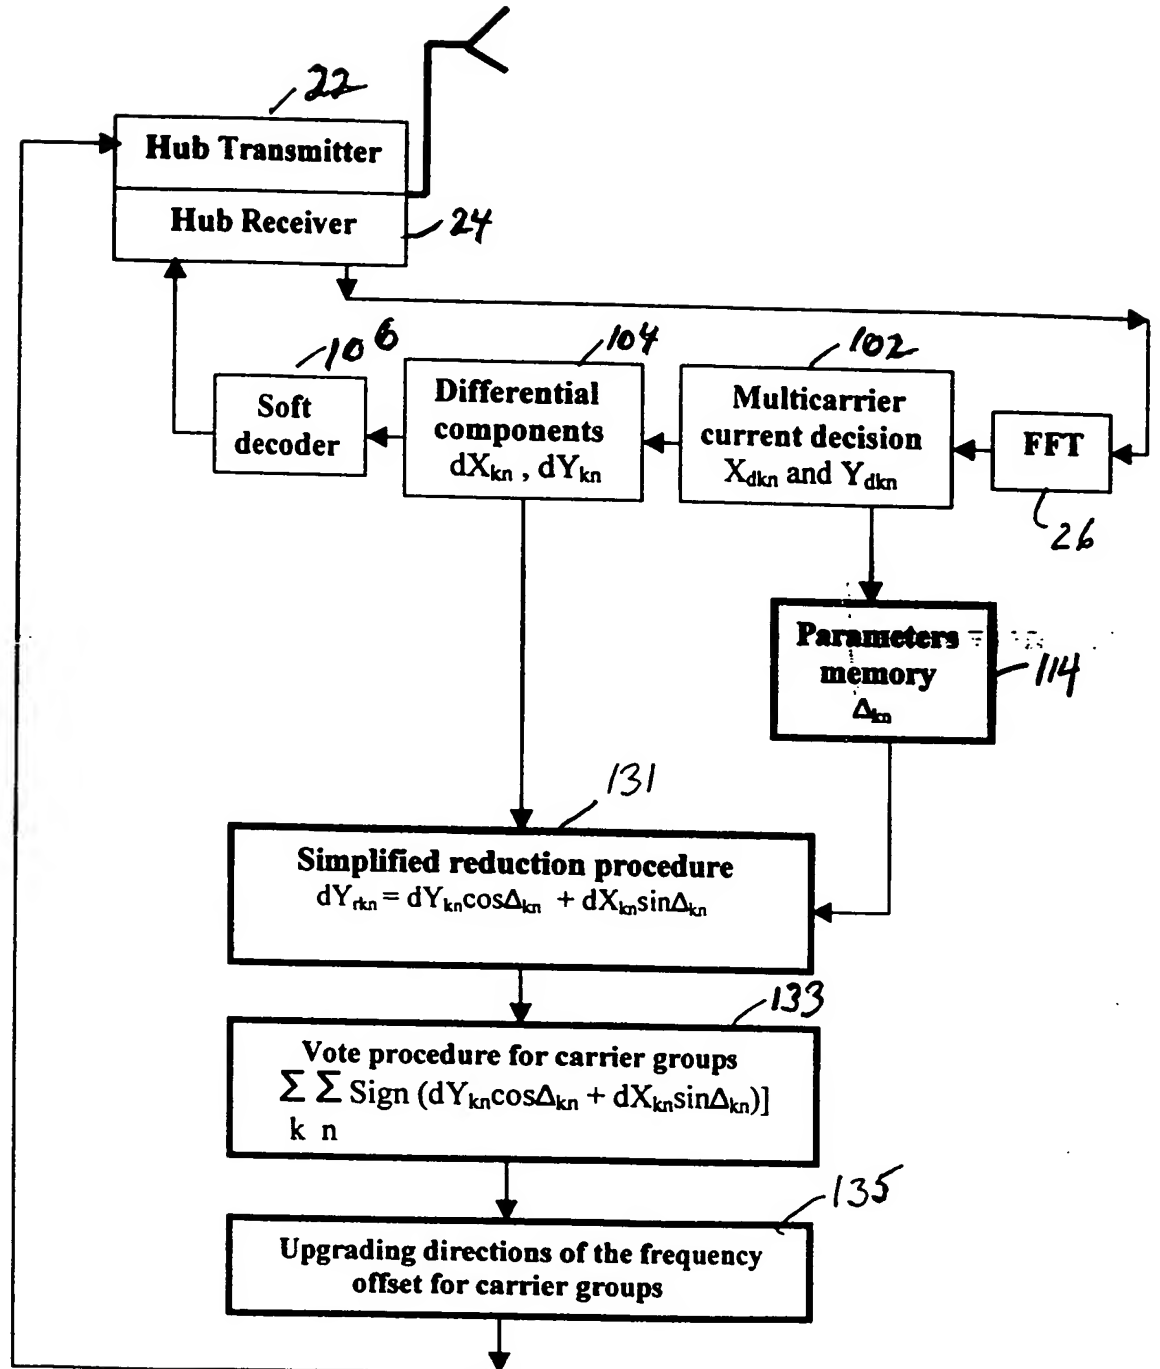 22
Hub Transmitter
Hub Receiver
24
106
104
102
Soft
decoder
Differential
components
dXkn , dYkn
Multicarrier
current decision
Xdkn and Ydkn
FFT
26
Parameters
memory
Δkn
114
131
Simplified reduction procedure
dYrkn = dYkncosΔkn + dXknsinΔkn
133
Vote procedure for carrier groups
Σ Σ Sign (dYkncosΔkn + dXknsinΔkn)]
k n
135
Upgrading directions of the frequency
offset for carrier groups